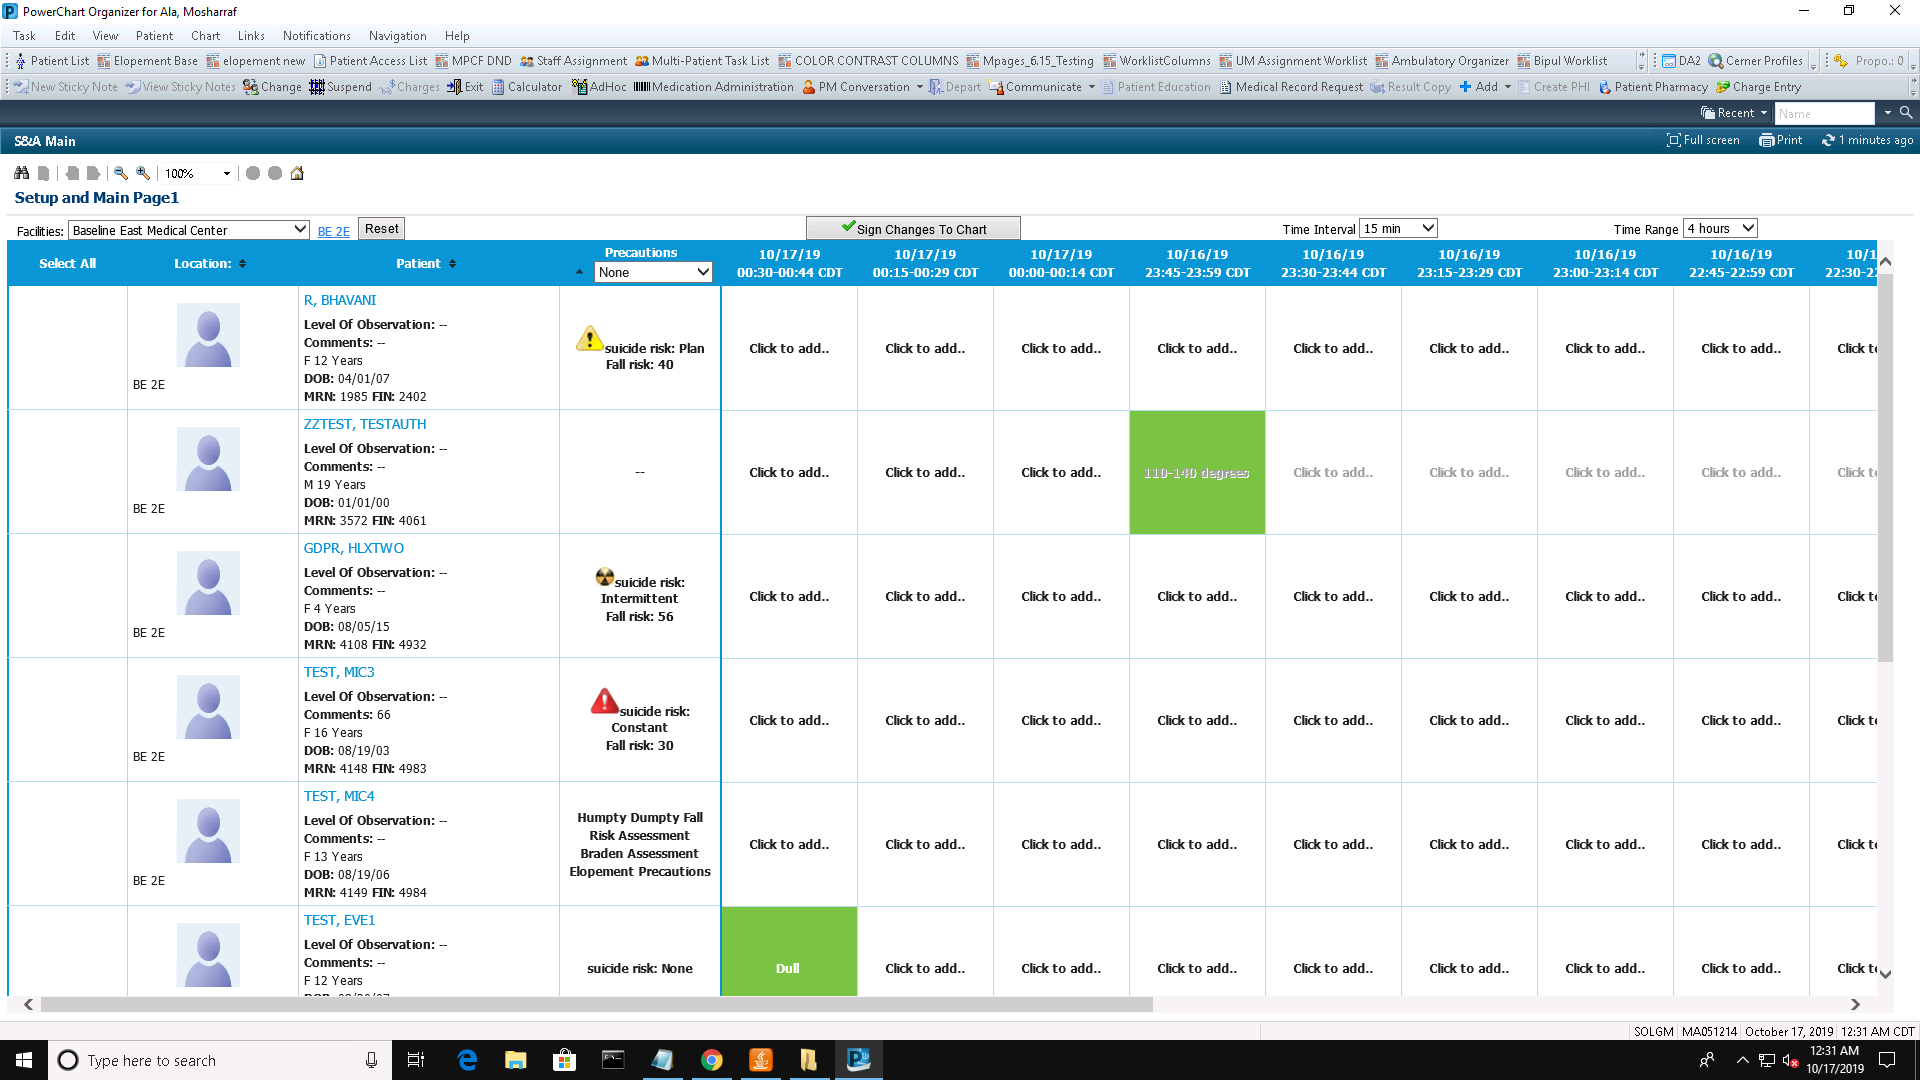 PowerChart Organizer for Ala, Mosharraf
Task Edit View Patient Chart Links Notifications Navigation Help
Patient List Elopement Base elopement new Patient Access List MPCF DND Staff Assignment Multi-Patient Task List COLOR CONTRAST COLUMNS Mpages_6.15_Testing WorklistColumns UM Assignment Worklist Ambulatory Organizer Bipul Worklist DA2 Cerner Profiles Propo.: 0
New Sticky Note View Sticky Notes Change Suspend Charges Exit Calculator AdHoc Medication Administration PM Conversation Depart Communicate Patient Education Medical Record Request Result Copy Add Create PHI Patient Pharmacy Charge Entry
Recent Name
S&A Main Full screen Print 1 minutes ago
100%
Setup and Main Page1
Facilities: Baseline East Medical Center BE 2E Reset Sign Changes To Chart Time Interval 15 min Time Range 4 hours
Select All Location: Patient Precautions None
10/17/19 10/17/19 10/17/19 10/16/19 10/16/19 10/16/19 10/16/19 10/16/19 10/1
00:30-00:44 CDT 00:15-00:29 CDT 00:00-00:14 CDT 23:45-23:59 CDT 23:30-23:44 CDT 23:15-23:29 CDT 23:00-23:14 CDT 22:45-22:59 CDT 22:30-2
BE 2E
R, BHAVANI
Level Of Observation: --
Comments: --
F 12 Years
DOB: 04/01/07
MRN: 1985 FIN: 2402
suicide risk: Plan
Fall risk: 40
Click to add.. Click to add.. Click to add.. Click to add.. Click to add.. Click to add.. Click to add.. Click to add.. Click t
BE 2E
ZZTEST, TESTAUTH
Level Of Observation: --
Comments: --
M 19 Years
DOB: 01/01/00
MRN: 3572 FIN: 4061
--
Click to add.. Click to add.. Click to add.. 110-140 degrees Click to add.. Click to add.. Click to add.. Click to add.. Click t
BE 2E
GDPR, HLXTWO
Level Of Observation: --
Comments: --
F 4 Years
DOB: 08/05/15
MRN: 4108 FIN: 4932
suicide risk:
Intermittent
Fall risk: 56
Click to add.. Click to add.. Click to add.. Click to add.. Click to add.. Click to add.. Click to add.. Click to add.. Click t
BE 2E
TEST, MIC3
Level Of Observation: --
Comments: 66
F 16 Years
DOB: 08/19/03
MRN: 4148 FIN: 4983
suicide risk:
Constant
Fall risk: 30
Click to add.. Click to add.. Click to add.. Click to add.. Click to add.. Click to add.. Click to add.. Click to add.. Click t
BE 2E
TEST, MIC4
Level Of Observation: --
Comments: --
F 13 Years
DOB: 08/19/06
MRN: 4149 FIN: 4984
Humpty Dumpty Fall
Risk Assessment
Braden Assessment
Elopement Precautions
Click to add.. Click to add.. Click to add.. Click to add.. Click to add.. Click to add.. Click to add.. Click to add.. Click t
TEST, EVE1
Level Of Observation: --
Comments: --
F 12 Years
suicide risk: None
Dull Click to add.. Click to add.. Click to add.. Click to add.. Click to add.. Click to add.. Click to add.. Click t
SOLGM MA051214 October 17, 2019 12:31 AM CDT
Type here to search
12:31 AM
10/17/2019